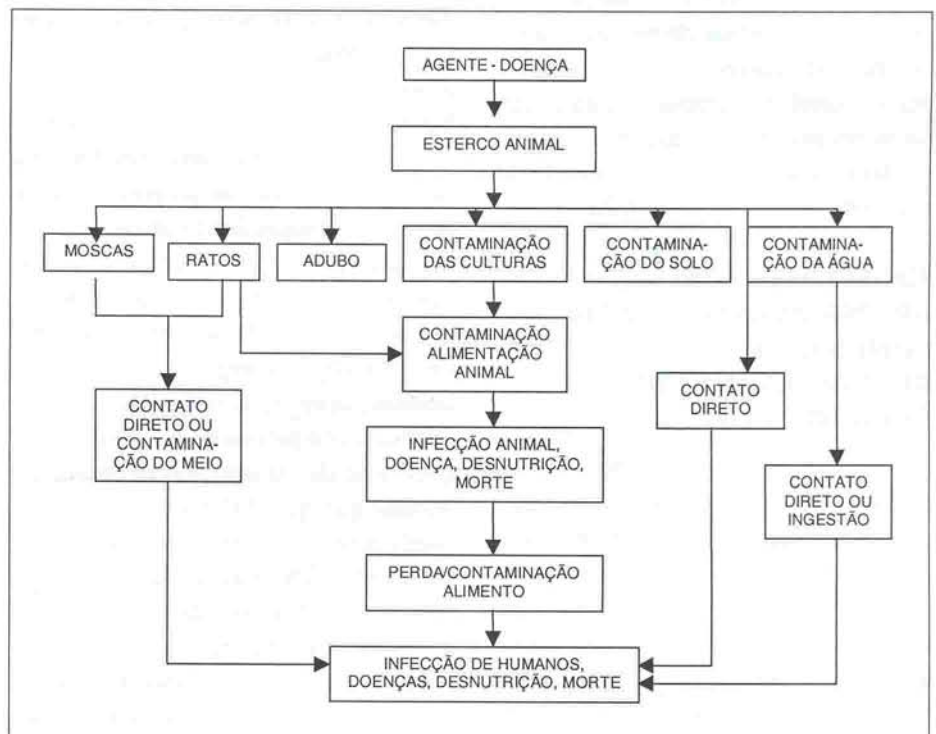 AGENTE - DOENÇA
ESTERCO ANIMAL
MOSCAS
RATOS
ADUBO
CONTAMINAÇÃO
DAS CULTURAS
CONTAMINA-
ÇÃO DO SOLO
CONTAMINA-
ÇÃO DA ÁGUA
CONTAMINAÇÃO
ALIMENTAÇÃO
ANIMAL
CONTATO
DIRETO OU
CONTAMINA-
ÇÃO DO MEIO
CONTATO
DIRETO
INFECÇÃO ANIMAL,
DOENÇA, DESNUTRIÇÃO,
MORTE
CONTATO
DIRETO OU
INGESTÃO
PERDA/CONTAMINAÇÃO
ALIMENTO
INFECÇÃO DE HUMANOS,
DOENÇAS, DESNUTRIÇÃO, MORTE